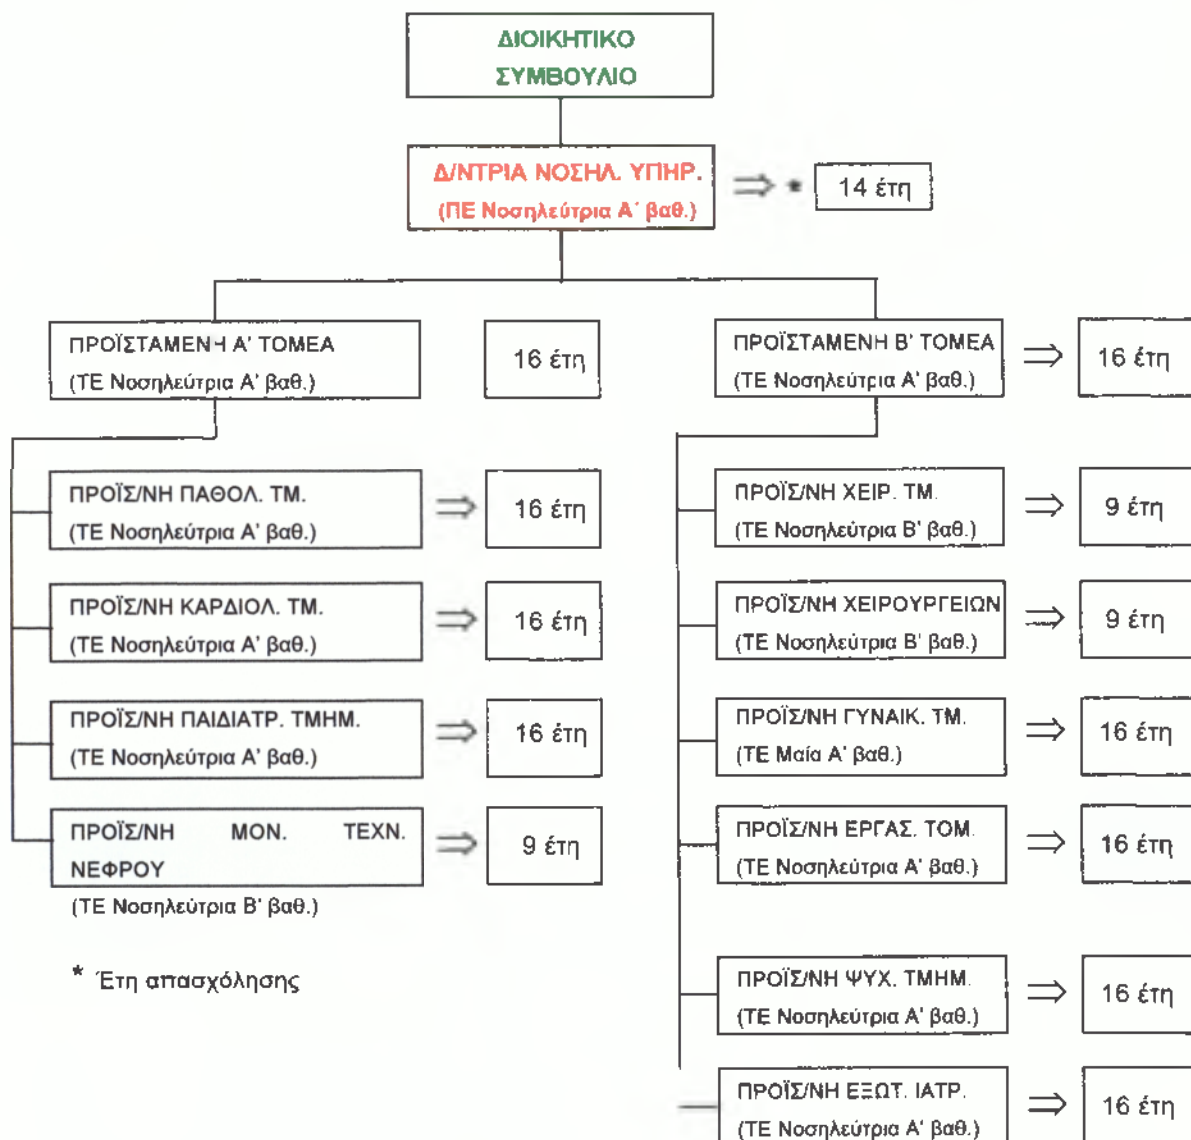 ΔΙΟΙΚΗΤΙΚΟ
ΣΥΜΒΟΥΛΙΟ
Δ/ΝΤΡΙΑ ΝΟΣΗΛ. ΥΠΗΡ.
(ΠΕ Νοσηλεύτρια Α' βαθ.)
* 14 έτη
ΠΡΟΪΣΤΑΜΕΝΗ Α' ΤΟΜΕΑ
(ΤΕ Νοσηλεύτρια Α' βαθ.)
16 έτη
ΠΡΟΪΣ/ΝΗ ΠΑΘΟΛ. ΤΜ.
(ΤΕ Νοσηλεύτρια Α' βαθ.)
16 έτη
ΠΡΟΪΣ/ΝΗ ΚΑΡΔΙΟΛ. ΤΜ.
(ΤΕ Νοσηλεύτρια Α' βαθ.)
16 έτη
ΠΡΟΪΣ/ΝΗ ΠΑΙΔΙΑΤΡ. ΤΜΗΜ.
(ΤΕ Νοσηλεύτρια Α' βαθ.)
16 έτη
ΠΡΟΪΣ/ΝΗ ΜΟΝ. ΤΕΧΝ.
ΝΕΦΡΟΥ
(ΤΕ Νοσηλεύτρια Β' βαθ.)
9 έτη
ΠΡΟΪΣΤΑΜΕΝΗ Β' ΤΟΜΕΑ
(ΤΕ Νοσηλεύτρια Α' βαθ.)
16 έτη
ΠΡΟΪΣ/ΝΗ ΧΕΙΡ. ΤΜ.
(ΤΕ Νοσηλεύτρια Β' βαθ.)
9 έτη
ΠΡΟΪΣ/ΝΗ ΧΕΙΡΟΥΡΓΕΙΩΝ
(ΤΕ Νοσηλεύτρια Β' βαθ.)
9 έτη
ΠΡΟΪΣ/ΝΗ ΓΥΝΑΙΚ. ΤΜ.
(ΤΕ Μαία Α' βαθ.)
16 έτη
ΠΡΟΪΣ/ΝΗ ΕΡΓΑΣ. ΤΟΜ.
(ΤΕ Νοσηλεύτρια Α' βαθ.)
16 έτη
ΠΡΟΪΣ/ΝΗ ΨΥΧ. ΤΜΗΜ.
(ΤΕ Νοσηλεύτρια Α' βαθ.)
16 έτη
ΠΡΟΪΣ/ΝΗ ΕΞΩΤ. ΙΑΤΡ.
(ΤΕ Νοσηλεύτρια Α' βαθ.)
16 έτη
* Έτη απασχόλησης